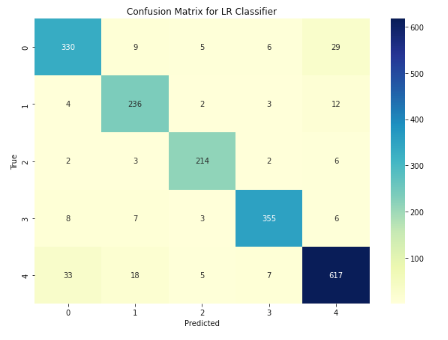 Confusion Matrix for LR Classifier
0 330 9 5 6 29
1 4 236 2 3 12
2 2 3 214 2 6
3 8 7 3 355 6
4 33 18 5 7 617
0 1 2 3 4
True
Predicted
600
500
400
300
200
100